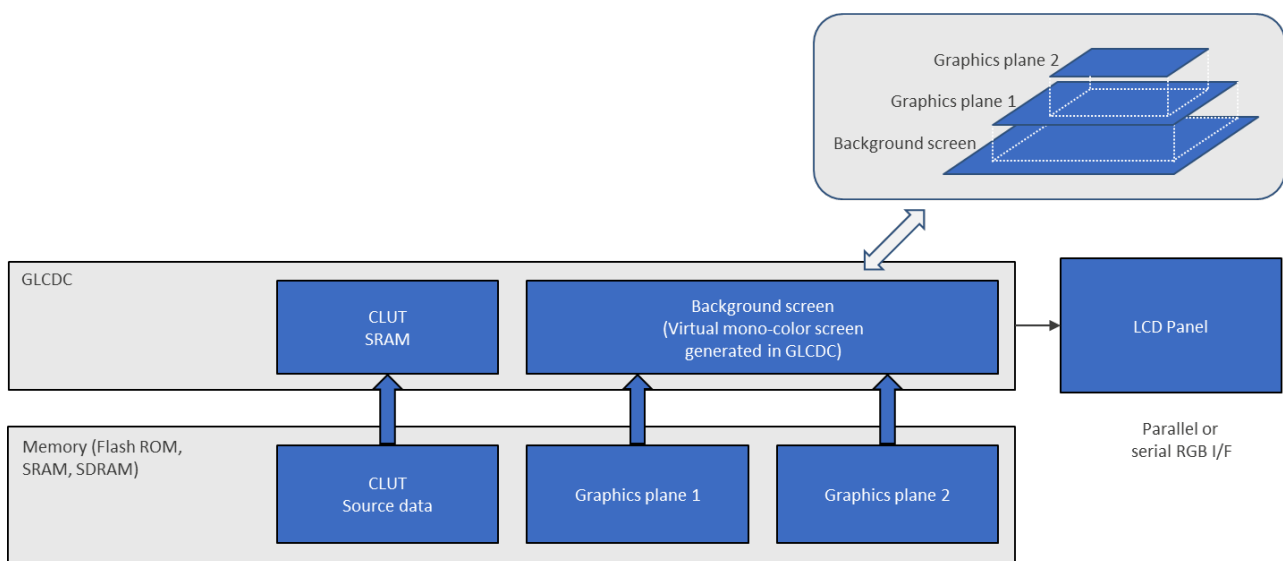 Graphics plane 2
Graphics plane 1
Background screen
GLCDC
CLUT
SRAM
Background screen
(Virtual mono-color screen
generated in GLCDC)
LCD Panel
Parallel or
serial RGB I/F
Memory (Flash ROM,
SRAM, SDRAM)
CLUT
Source data
Graphics plane 1
Graphics plane 2